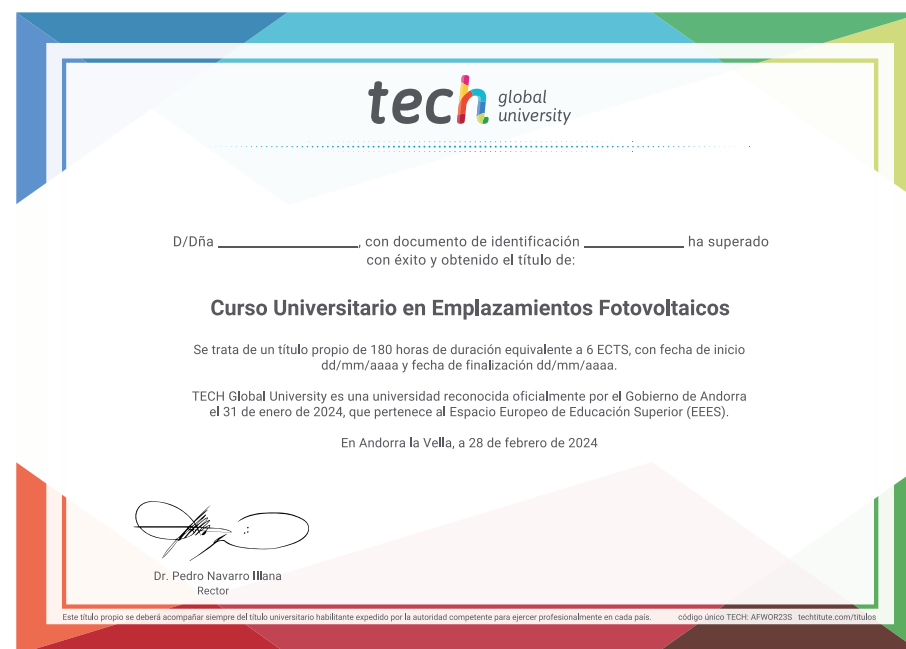 tech global university
D/Dña ______________, con documento de identificación __________ ha superado
con éxito y obtenido el título de:
Curso Universitario en Emplazamientos Fotovoltaicos
Se trata de un título propio de 180 horas de duración equivalente a 6 ECTS, con fecha de inicio
dd/mm/aaaa y fecha de finalización dd/mm/aaaa.
TECH Global University es una universidad reconocida oficialmente por el Gobierno de Andorra
el 31 de enero de 2024, que pertenece al Espacio Europeo de Educación Superior (EEES).
En Andorra la Vella, a 28 de febrero de 2024
Dr. Pedro Navarro Illana
Rector
Este título propio se deberá acompañar siempre del título universitario habilitante expedido por la autoridad competente para ejercer profesionalmente en cada país. código único TECH: AFWOR23S techtitute.com/titulos